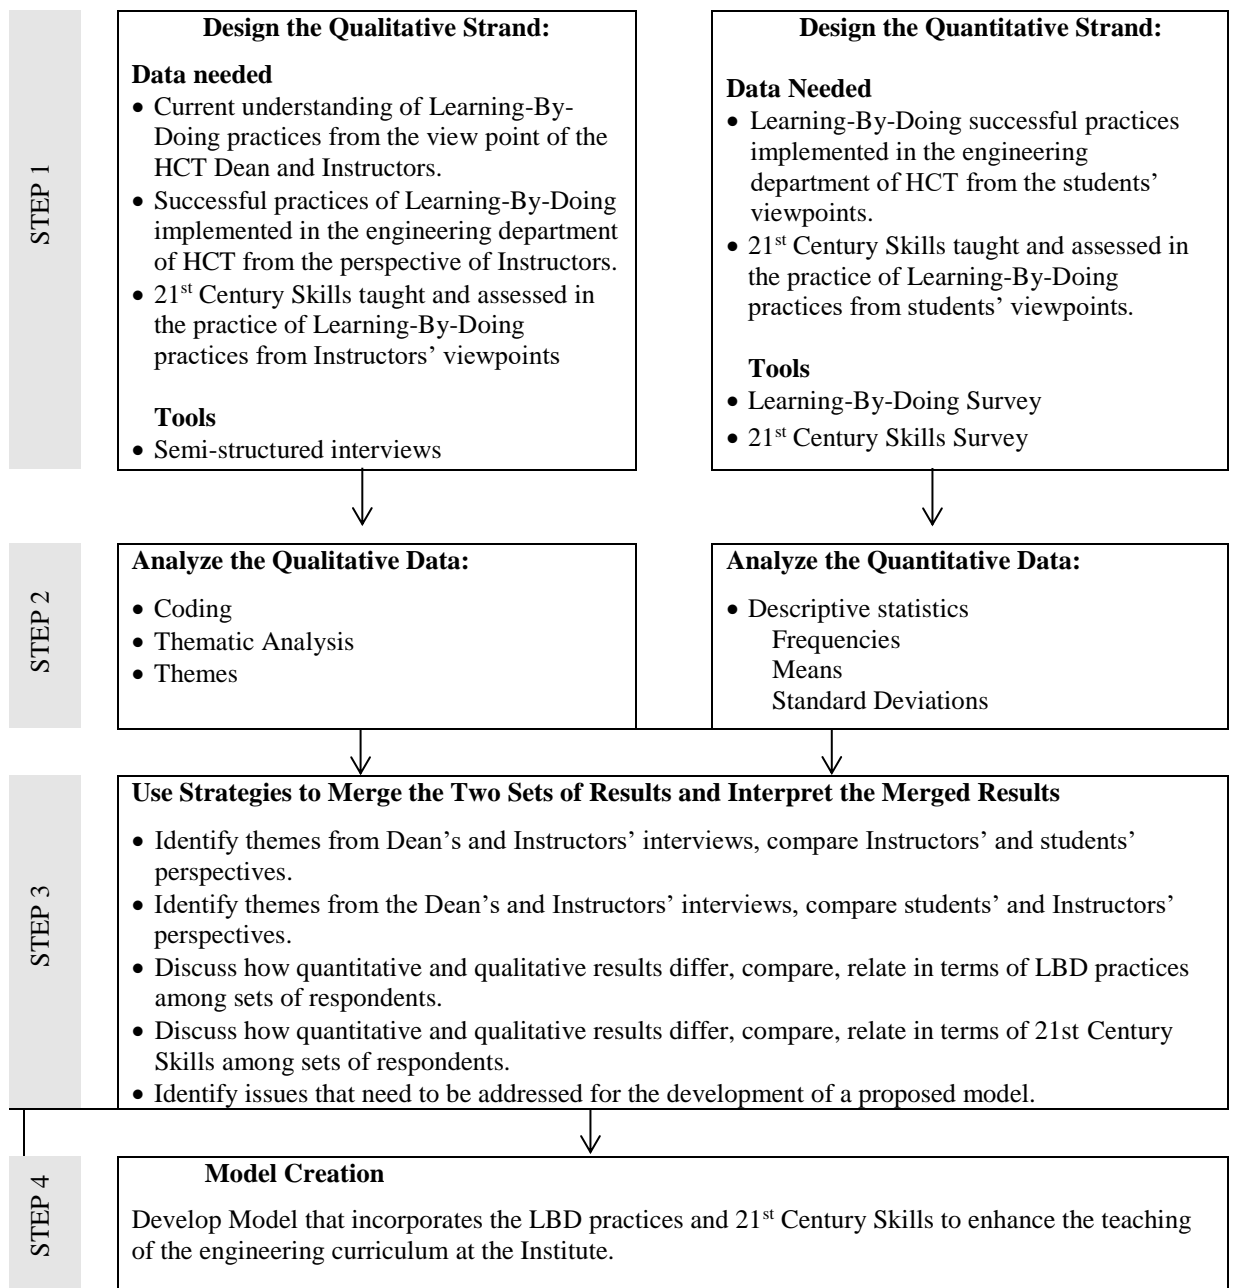 STEP 1
Design the Qualitative Strand:
Data needed
• Current understanding of Learning-By-
Doing practices from the view point of the
HCT Dean and Instructors.
• Successful practices of Learning-By-Doing
implemented in the engineering department
of HCT from the perspective of Instructors.
• 21st Century Skills taught and assessed in
the practice of Learning-By-Doing
practices from Instructors’ viewpoints
Tools
• Semi-structured interviews
Design the Quantitative Strand:
Data Needed
• Learning-By-Doing successful practices
implemented in the engineering
department of HCT from the students’
viewpoints.
• 21st Century Skills taught and assessed in
the practice of Learning-By-Doing
practices from students’ viewpoints.
Tools
• Learning-By-Doing Survey
• 21st Century Skills Survey
STEP 2
Analyze the Qualitative Data:
• Coding
• Thematic Analysis
• Themes
Analyze the Quantitative Data:
• Descriptive statistics
Frequencies
Means
Standard Deviations
STEP 3
Use Strategies to Merge the Two Sets of Results and Interpret the Merged Results
• Identify themes from Dean’s and Instructors’ interviews, compare Instructors’ and students’
perspectives.
• Identify themes from the Dean’s and Instructors’ interviews, compare students’ and Instructors’
perspectives.
• Discuss how quantitative and qualitative results differ, compare, relate in terms of LBD practices
among sets of respondents.
• Discuss how quantitative and qualitative results differ, compare, relate in terms of 21st Century
Skills among sets of respondents.
• Identify issues that need to be addressed for the development of a proposed model.
STEP 4
Model Creation
Develop Model that incorporates the LBD practices and 21st Century Skills to enhance the teaching
of the engineering curriculum at the Institute.